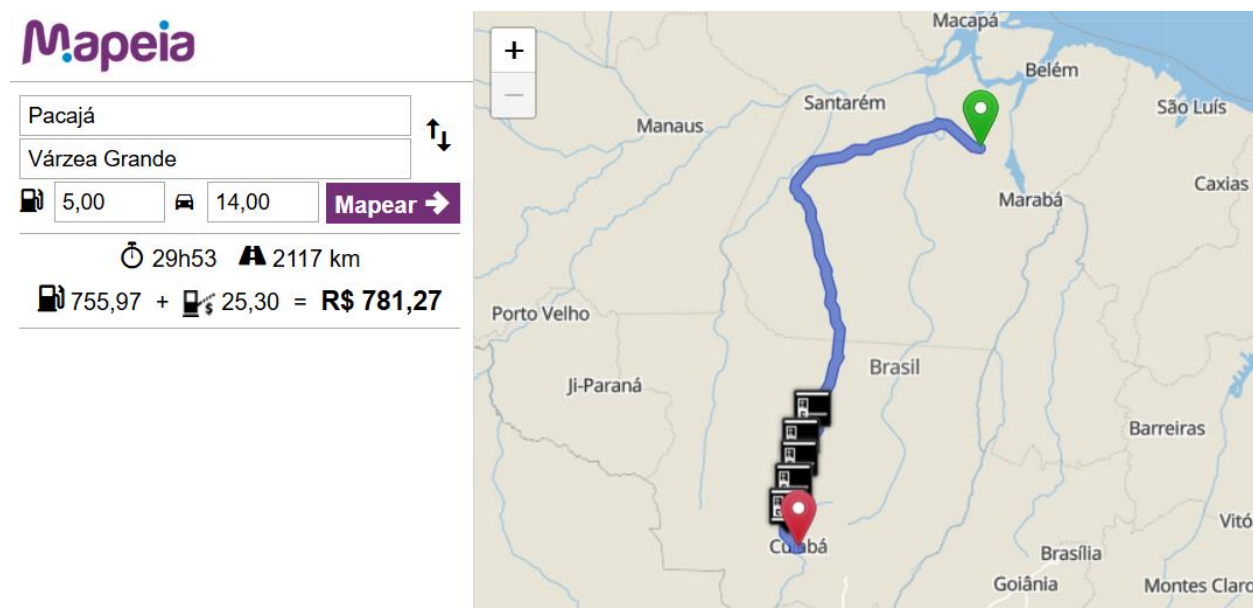 Mapeia
Pacajá
Várzea Grande
5,00 14,00 Mapear
29h53 2117 km
755,97 + 25,30 = R$ 781,27
+
−
Macapá
Belém
Santarém
São Luís
Manaus
Caxias
Marabá
Porto Velho
Brasil
Ji-Paraná
Barreiras
Vitó
Cuiabá
Brasília
Goiânia
Montes Claro